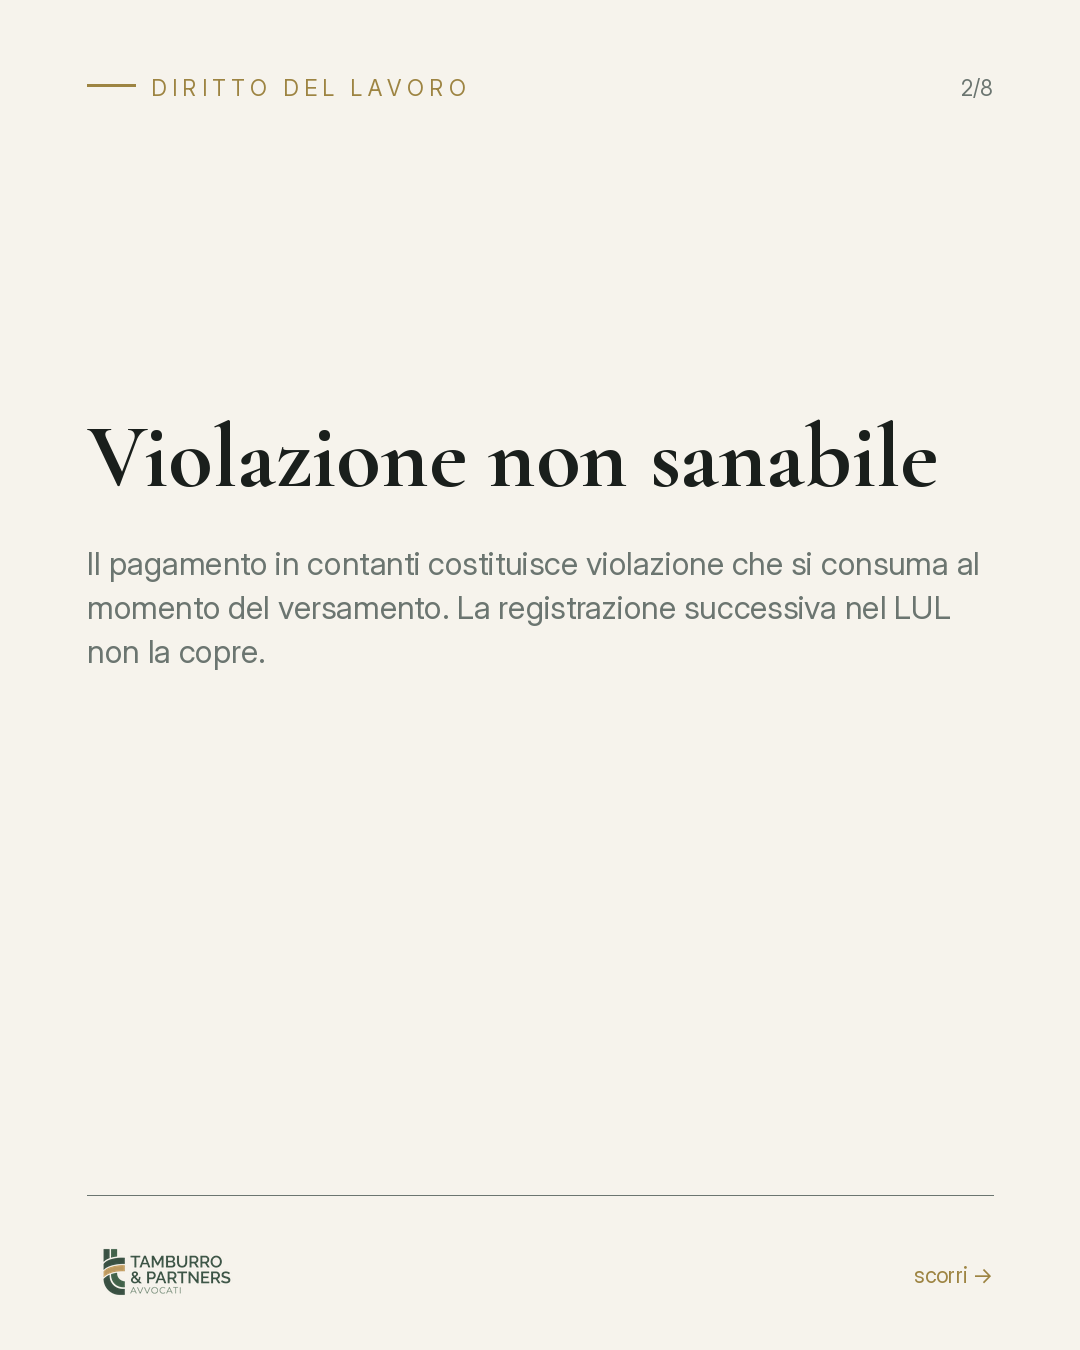 DIRITTO DEL LAVORO
2/8
Violazione non sanabile
Il pagamento in contanti costituisce violazione che si consuma al
momento del versamento. La registrazione successiva nel LUL
non la copre.
TAMBURRO
& PARTNERS
AVVOCATI
scorri →